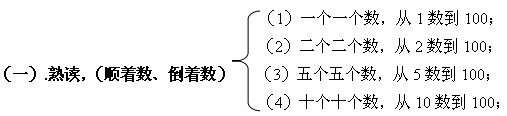 （一）.熟读，（顺着数、倒着数）
（1）一个一个数，从 1 数到 100；
（2）二个二个数，从 2 数到 100；
（3）五个五个数，从 5 数到 100；
（4）十个十个数，从 10 数到 100；